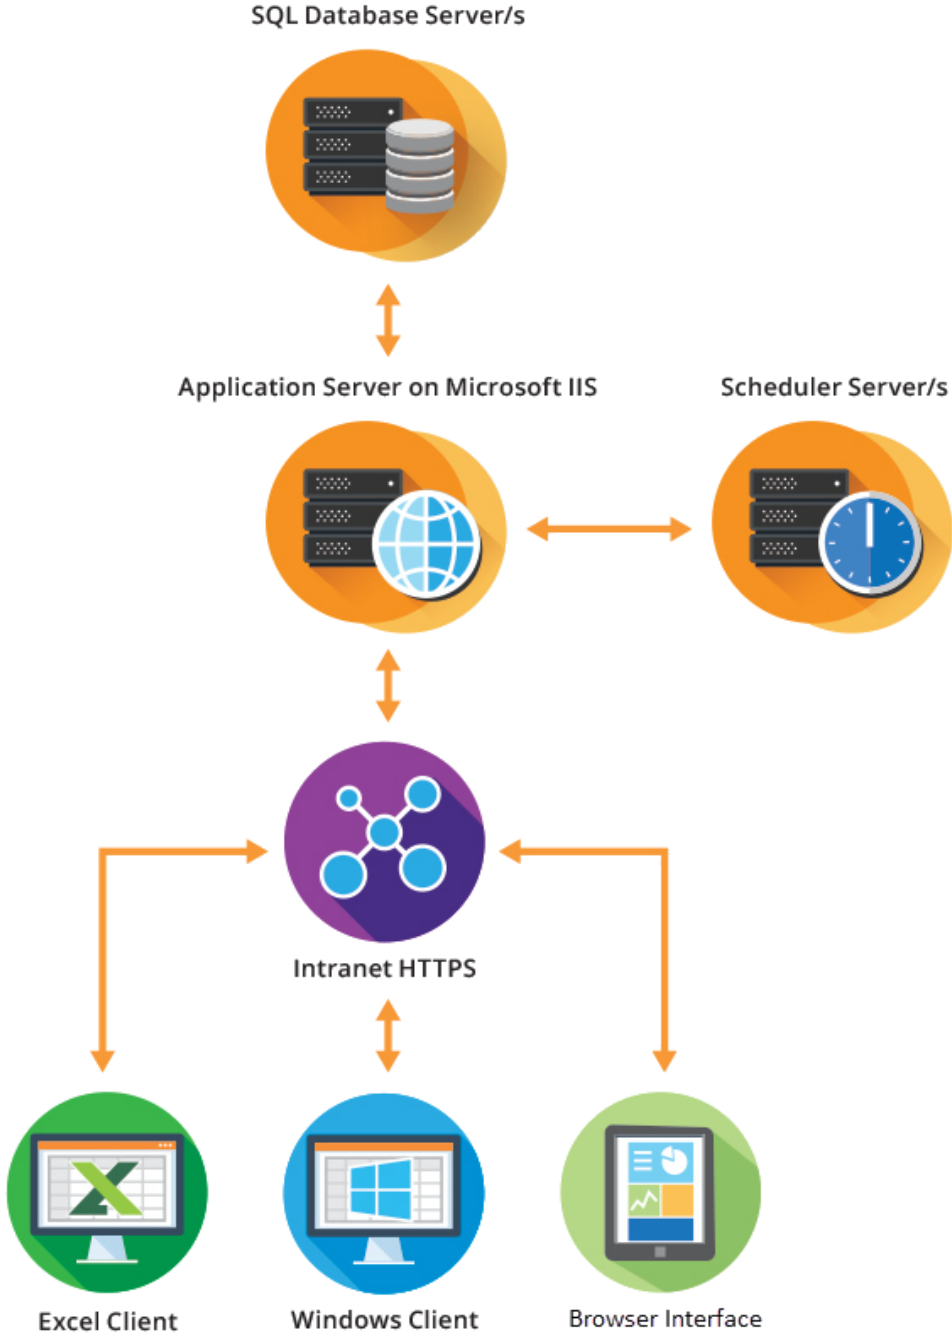 SQL Database Server/s
Application Server on Microsoft IIS
Scheduler Server/s
Intranet HTTPS
Excel Client
Windows Client
Browser Interface